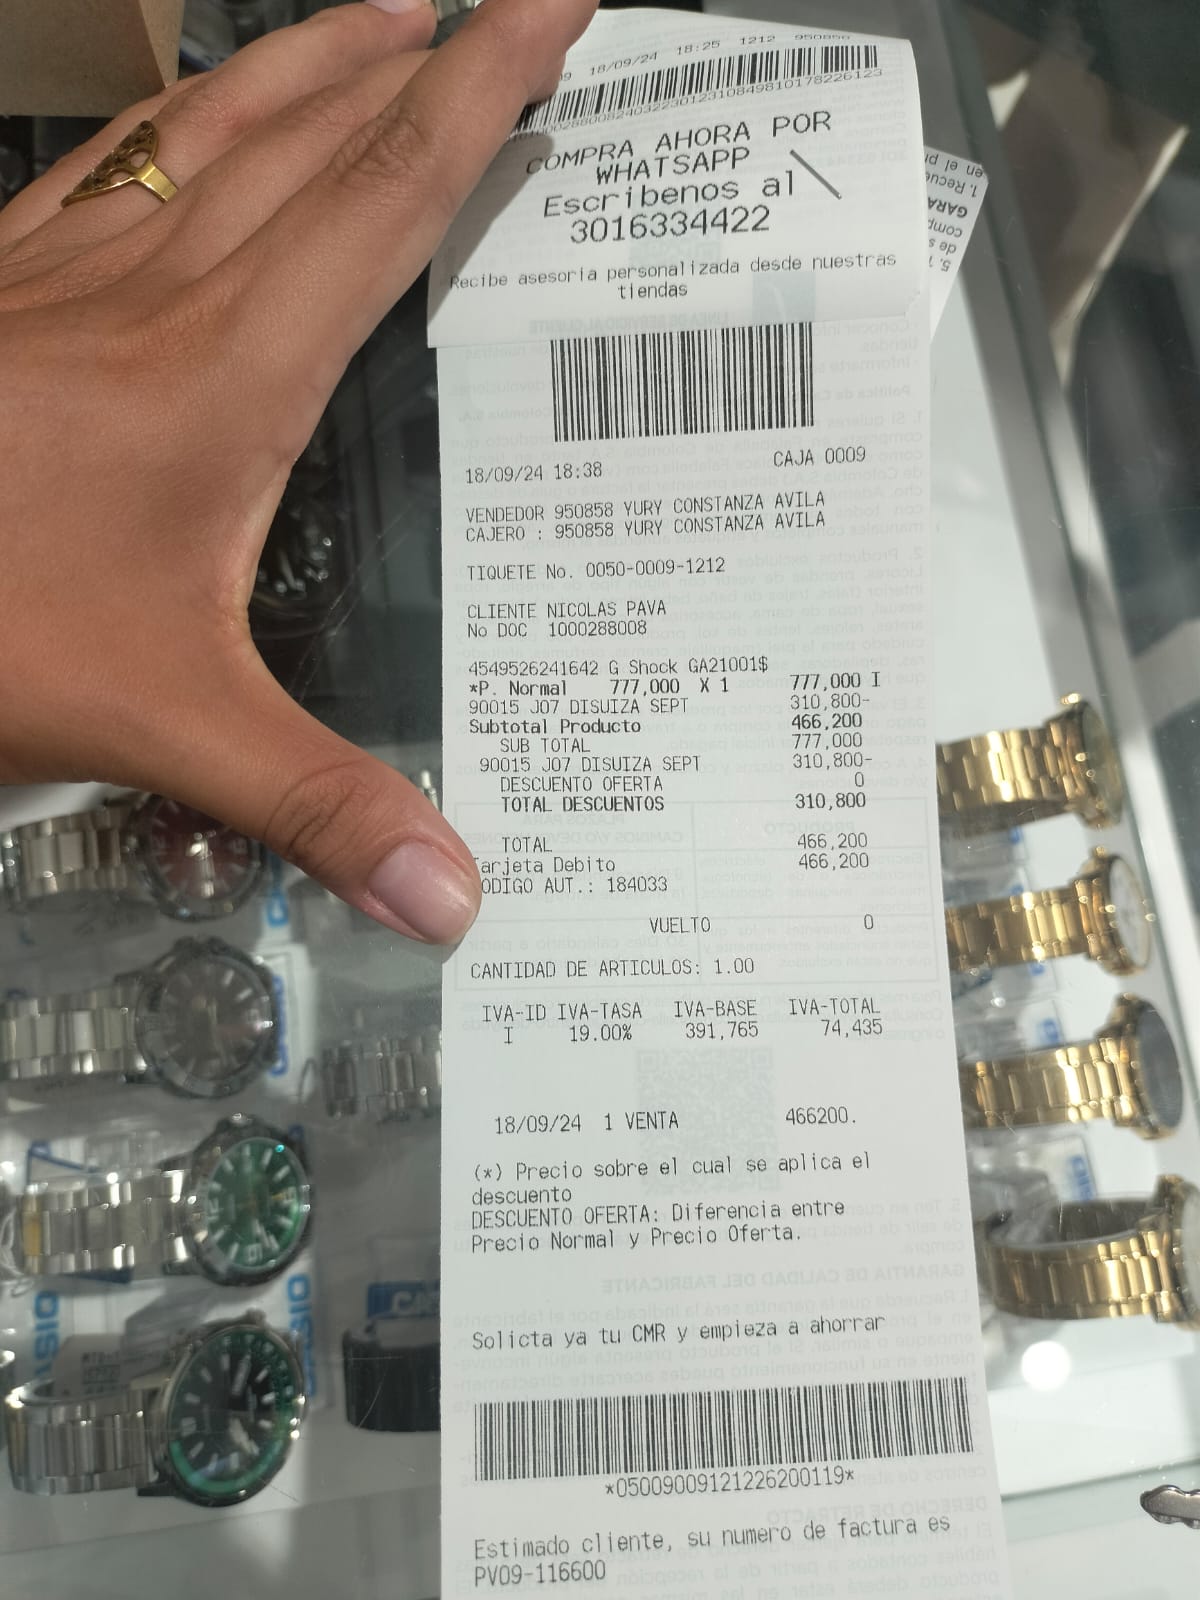 18/09/24 18:25 1212
COMPRA AHORA POR
WHATSAPP
Escribenos al
3016334422
Recibe asesoria personalizada desde nuestras
tiendas
18/09/24 18:38 CAJA 0009
VENDEDOR 950858 YURY CONSTANZA AVILA
CAJERO : 950858 YURY CONSTANZA AVILA
TIQUETE No. 0050-0009-1212
CLIENTE NICOLAS PAVA
No DOC 1000288008
4549526241642 G Shock GA21001$
*P. Normal 777,000 X 1 777,000 I
90015 J07 DISUIZA SEPT 310,800-
Subtotal Producto 466,200
SUB TOTAL 777,000
90015 J07 DISUIZA SEPT 310,800-
DESCUENTO OFERTA 0
TOTAL DESCUENTOS 310,800
TOTAL 466,200
arjeta Debito 466,200
ODIGO AUT.: 184033
VUELTO 0
CANTIDAD DE ARTICULOS: 1.00
IVA-ID IVA-TASA IVA-BASE IVA-TOTAL
I 19.00% 391,765 74,435
18/09/24 1 VENTA 466200.
(*) Precio sobre el cual se aplica el
descuento
DESCUENTO OFERTA: Diferencia entre
Precio Normal y Precio Oferta.
Solicta ya tu CMR y empieza a ahorrar
*05009009121226200119*
Estimado cliente, su numero de factura es
PV09-116600
CASIO